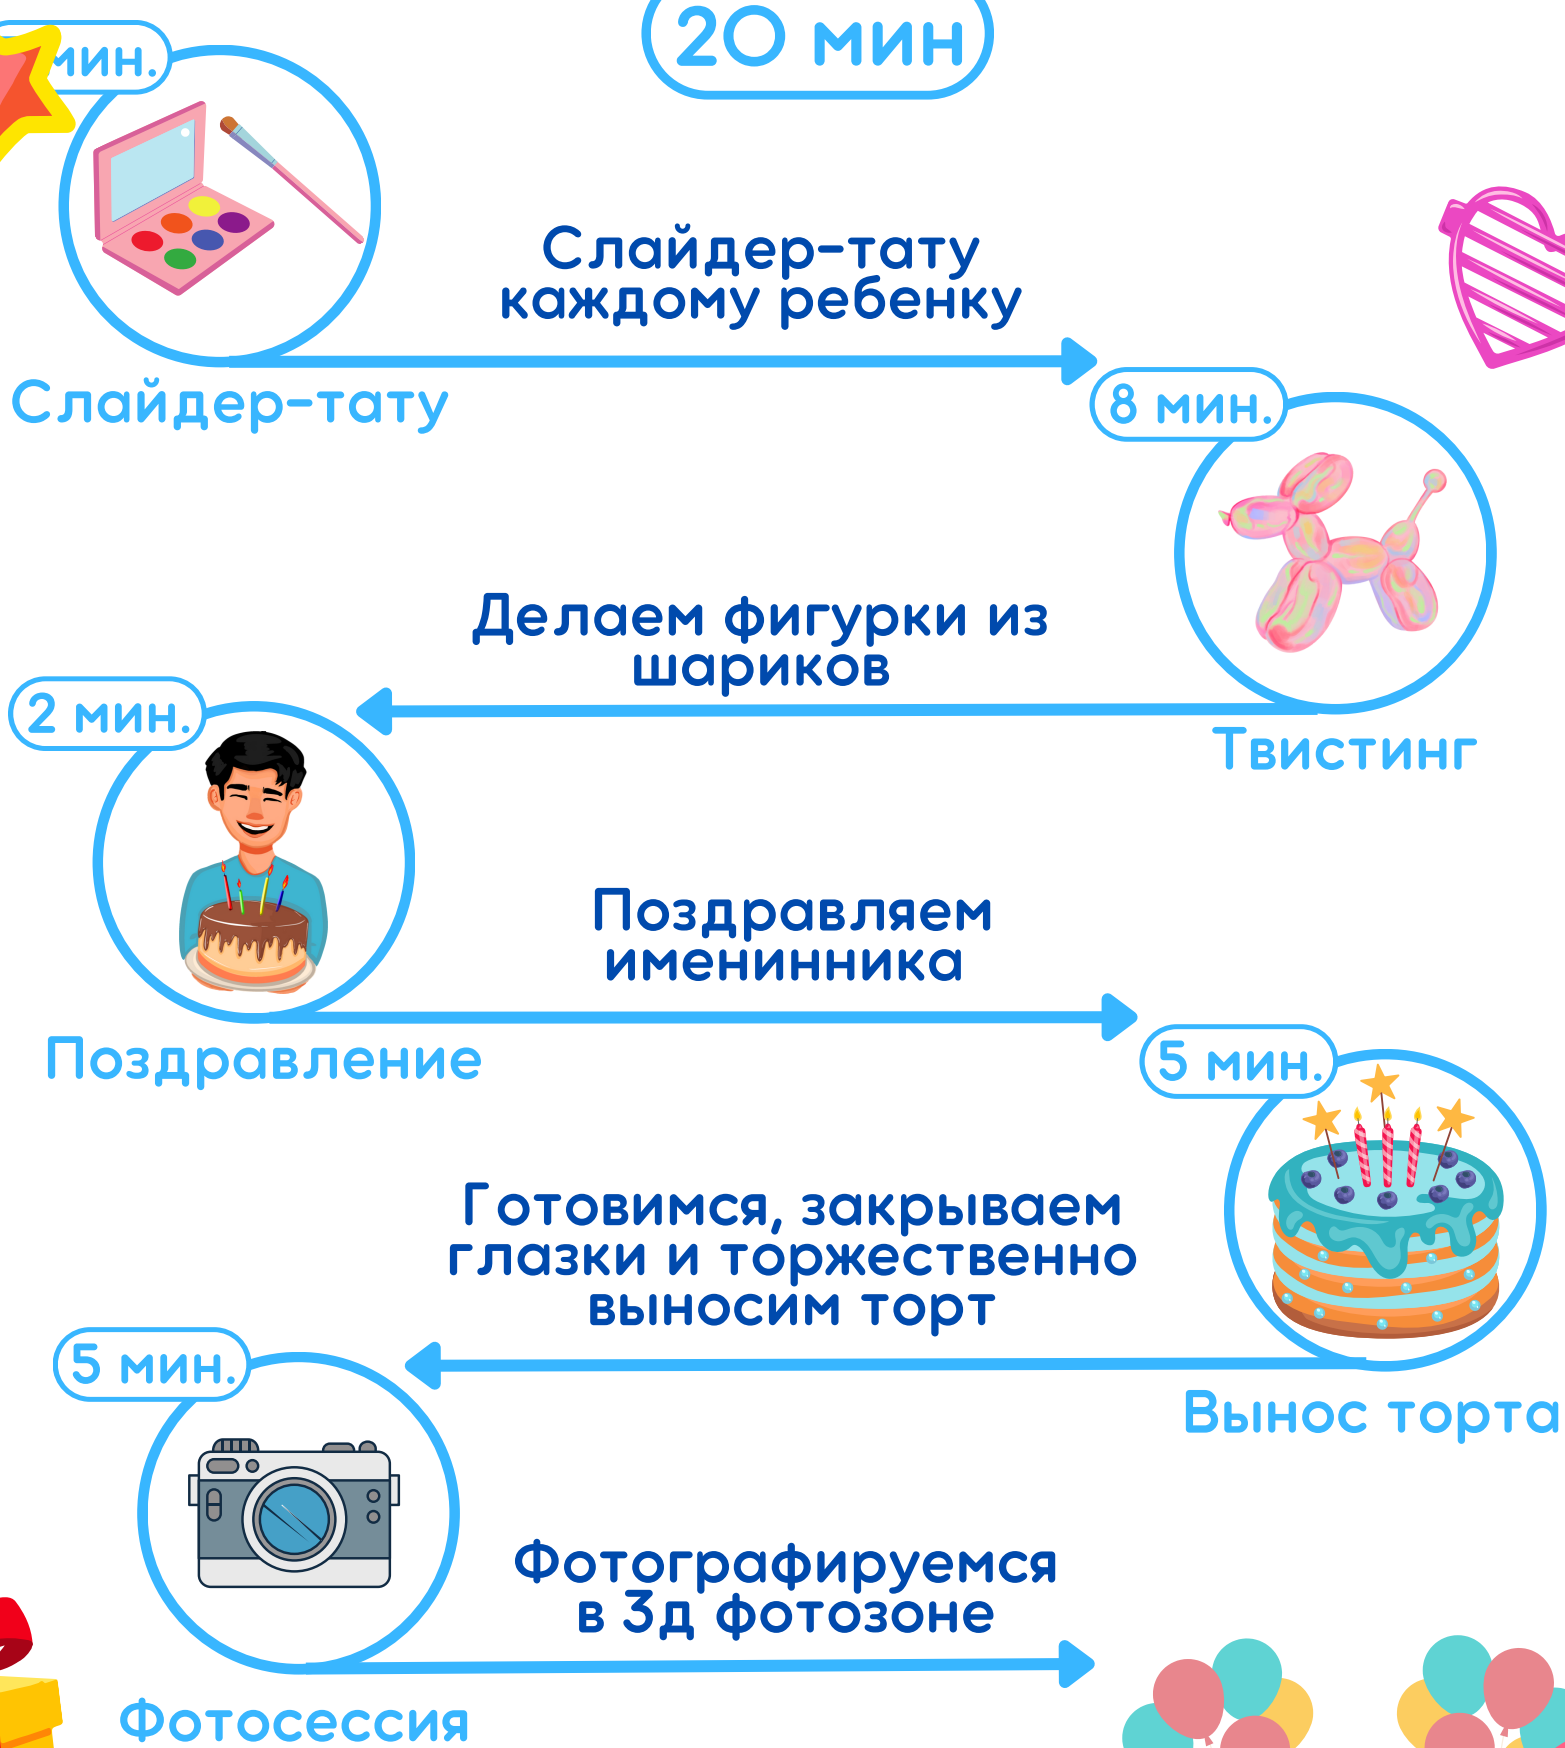 20 мин
мин.
Слайдер-тату
каждому ребенку
Слайдер-тату
8 мин.
Делаем фигурки из
шариков
Твистинг
2 мин.
Поздравляем
именинника
Поздравление
5 мин.
Готовимся, закрываем
глазки и торжественно
выносим торт
Вынос торта
5 мин.
Фотографируемся
в 3д фотозоне
Фотосессия